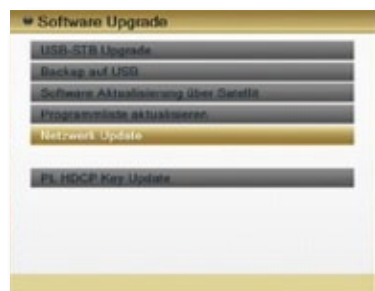 Software Upgrade
USB-STB Upgrade
Backup auf USB
Software Aktualisierung über Satellit
Programmliste aktualisieren
Netzwerk Update
PL HDCP Key Update